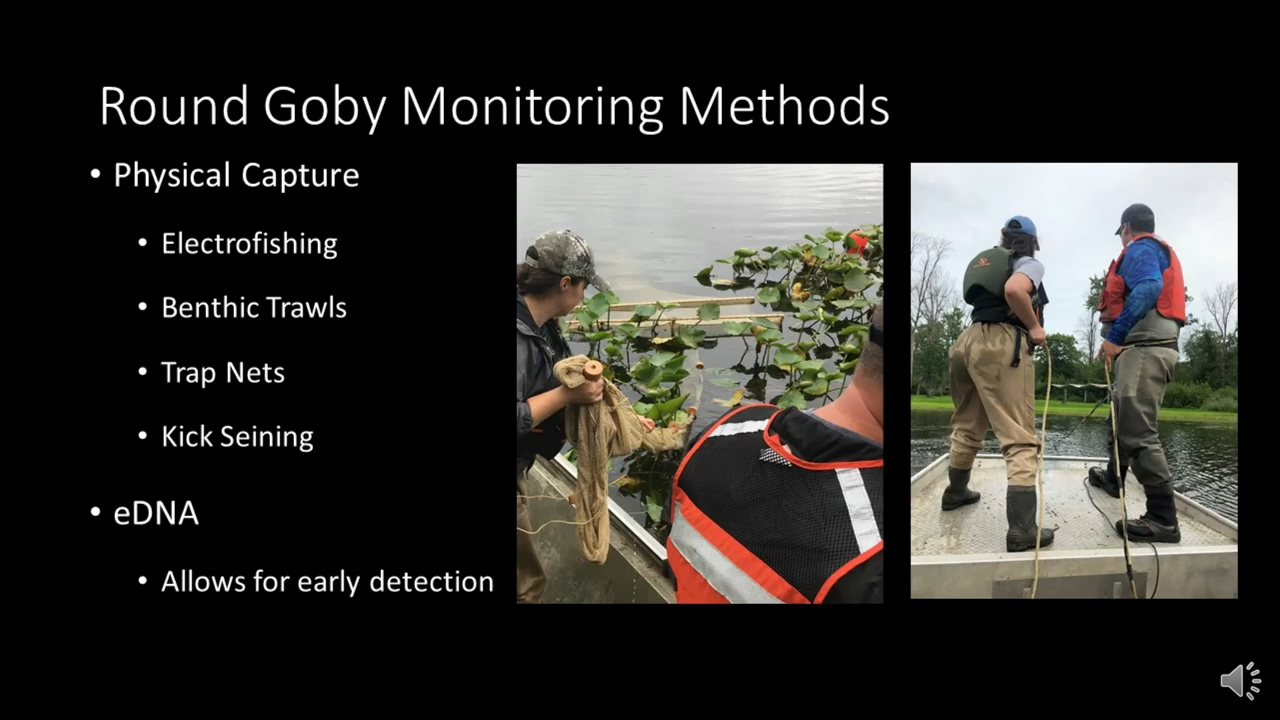 Round Goby Monitoring Methods
• Physical Capture
• Electrofishing
• Benthic Trawls
• Trap Nets
• Kick Seining
• eDNA
• Allows for early detection